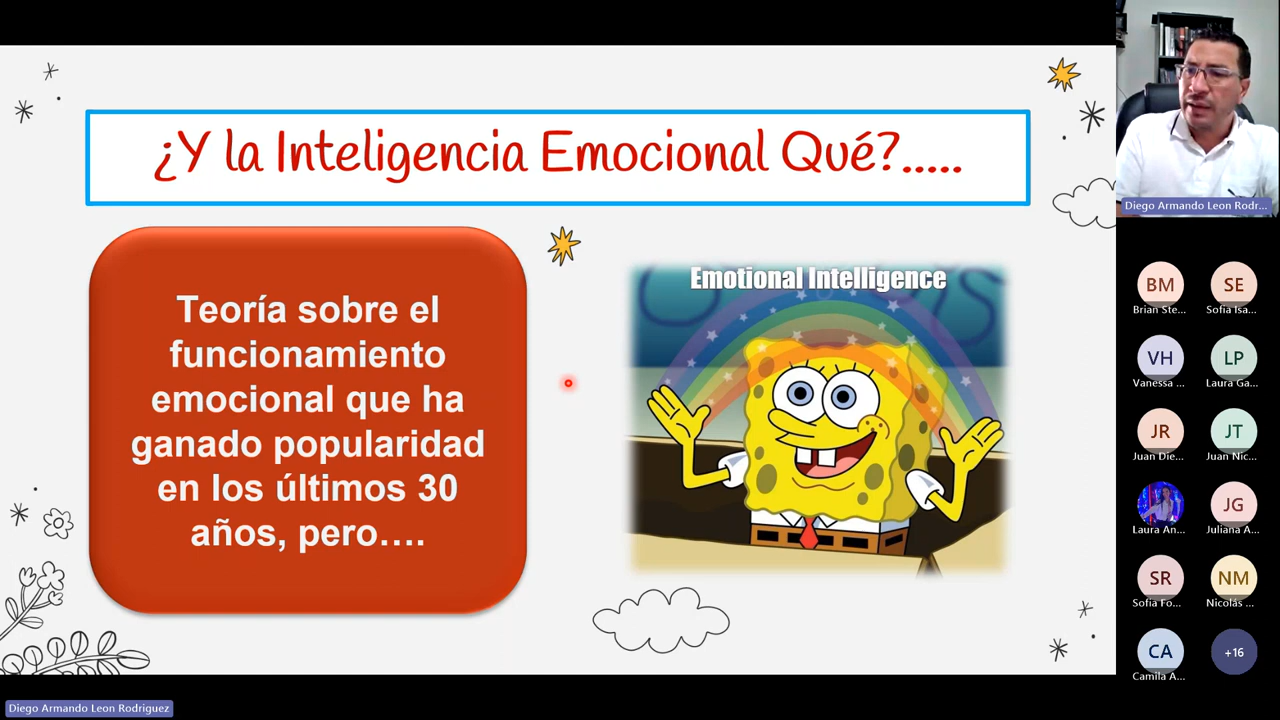 ¿Y la Inteligencia Emocional Qué?.....
Teoría sobre el
funcionamiento
emocional que ha
ganado popularidad
en los últimos 30
años, pero….
Emotional Intelligence
Diego Armando Leon Rodr...
BM
Brian Ste...
SE
Sofia Isa...
VH
Vanessa ...
LP
Laura Ga...
JR
Juan Die...
JT
Juan Nic...
Laura An...
JG
Juliana A...
SR
Sofia Fo...
NM
Nicolás ...
CA
Camila A...
+16
Diego Armando Leon Rodriguez